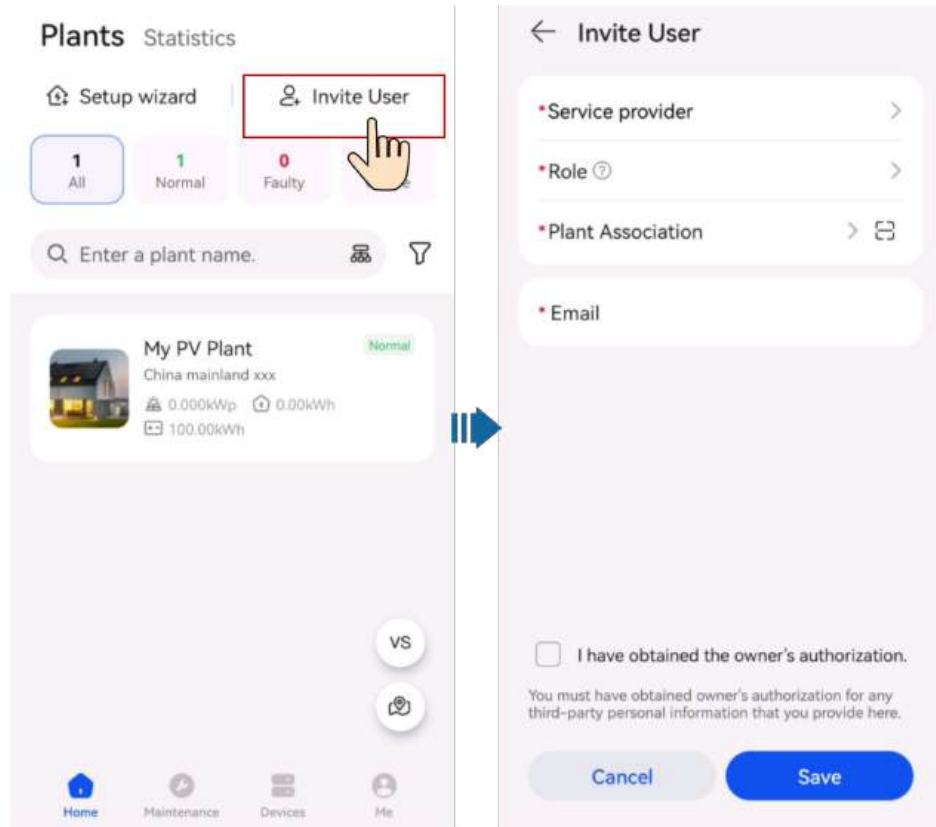 Plants Statistics
Setup wizard Invite User
1 1 0
All Normal Faulty
Enter a plant name.
My PV Plant Normal
China mainland xxx
0.000kWp 0.00kWh
100.00kWh
VS
Home Maintenance Devices Me
Invite User
*Service provider
*Role ?
*Plant Association
* Email
I have obtained the owner's authorization.
You must have obtained owner's authorization for any
third-party personal information that you provide here.
Cancel Save